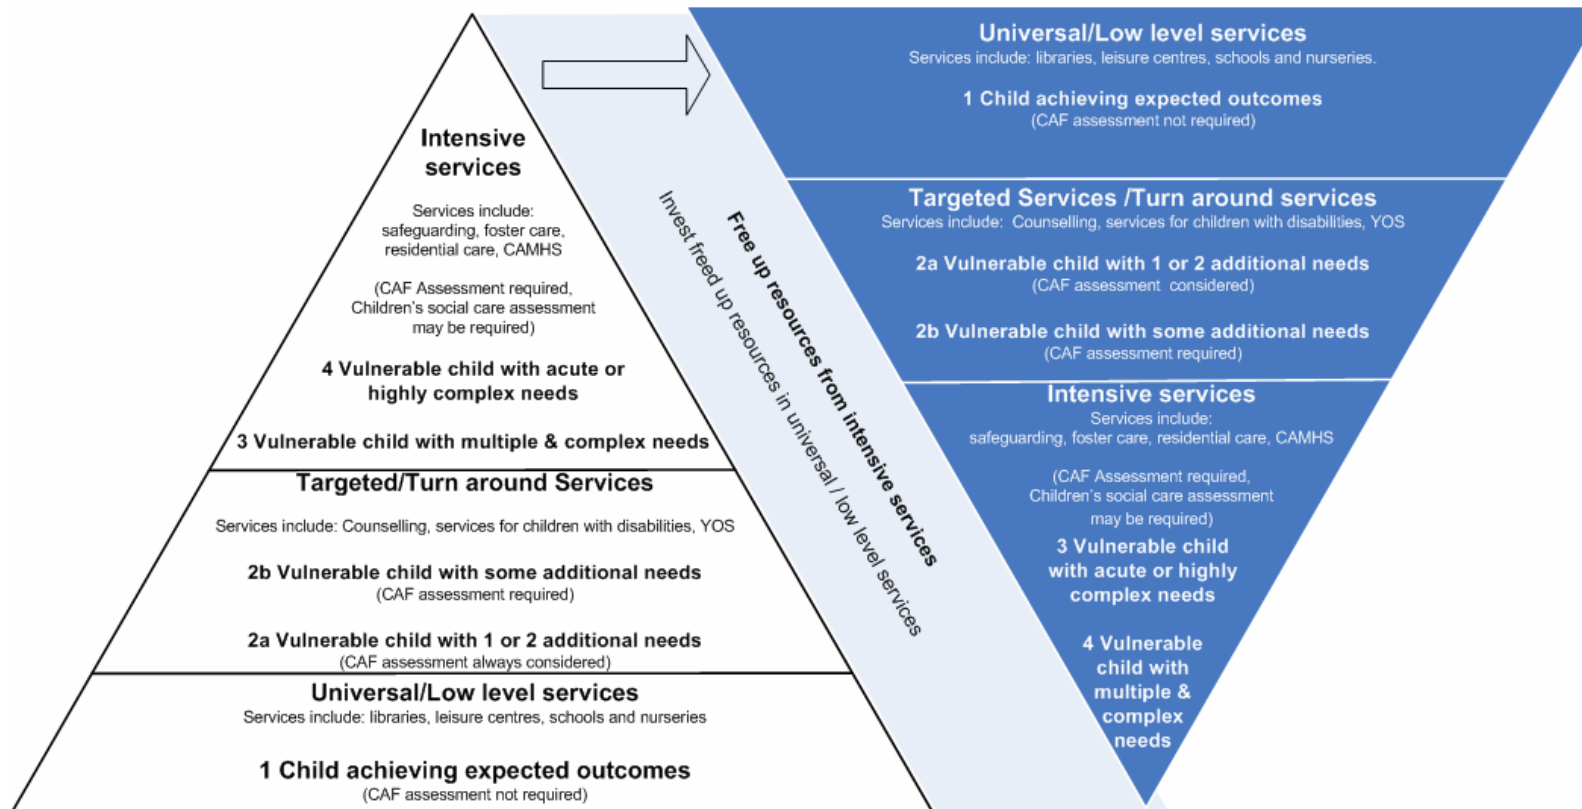 Intensive
services
Services include:
safeguarding, foster care,
residential care, CAMHS
(CAF Assessment required,
Children's social care assessment
may be required)
4 Vulnerable child with acute or
highly complex needs
3 Vulnerable child with multiple & complex needs
Targeted/Turn around Services
Services include: Counselling, services for children with disabilities, YOS
2b Vulnerable child with some additional needs
(CAF assessment required)
2a Vulnerable child with 1 or 2 additional needs
(CAF assessment always considered)
Universal/Low level services
Services include: libraries, leisure centres, schools and nurseries
1 Child achieving expected outcomes
(CAF assessment not required)
Free up resources from intensive services
Invest freed up resources in universal / low level services
Universal/Low level services
Services include: libraries, leisure centres, schools and nurseries.
1 Child achieving expected outcomes
(CAF assessment not required)
Targeted Services /Turn around services
Services include: Counselling, services for children with disabilities, YOS
2a Vulnerable child with 1 or 2 additional needs
(CAF assessment considered)
2b Vulnerable child with some additional needs
(CAF assessment required)
Intensive services
Services include:
safeguarding, foster care, residential care, CAMHS
(CAF Assessment required,
Children's social care assessment
may be required)
3 Vulnerable child
with acute or highly
complex needs
4 Vulnerable
child with
multiple &
complex
needs